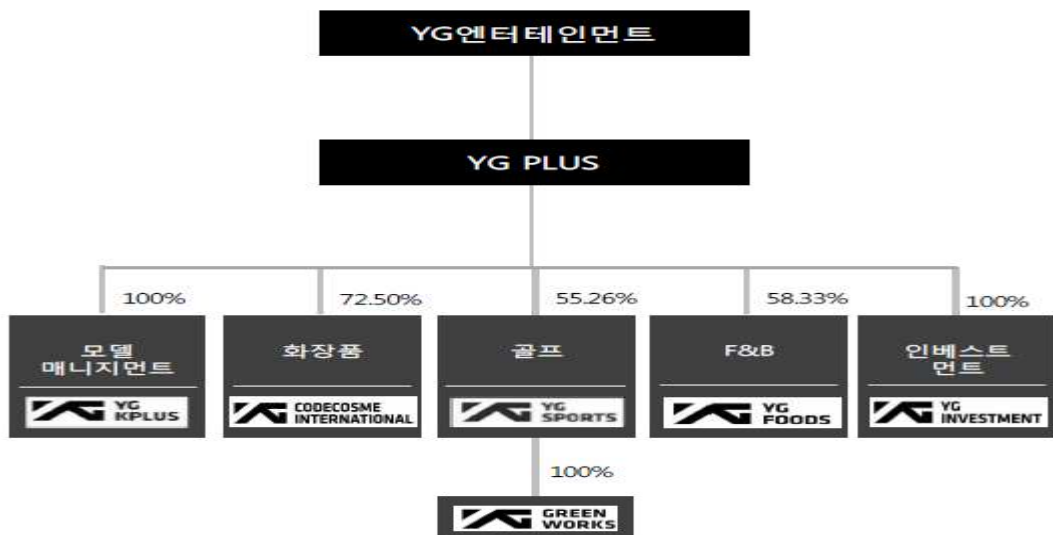 YG엔터테인먼트
YG PLUS
100%
72.50%
55.26%
58.33%
100%
모델
매니지먼트
YG
KPLUS
화장품
CODECOSME
INTERNATIONAL
골프
YG
SPORTS
F&B
YG
FOODS
인베스트
먼트
YG
INVESTMENT
100%
GREEN
WORKS